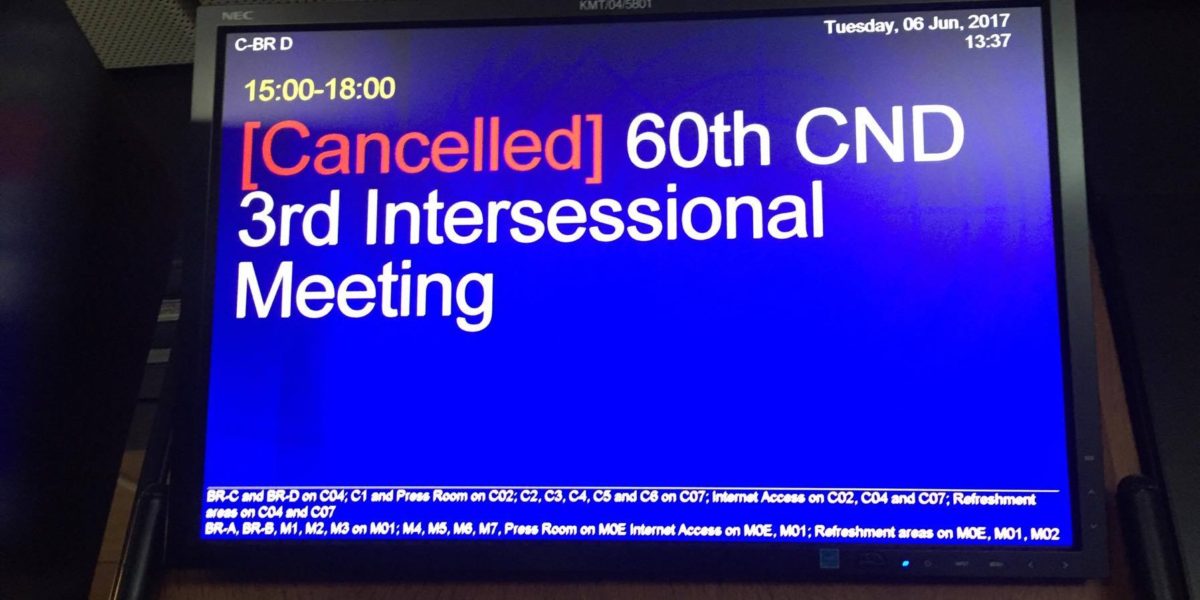 NEC
KMT/04/5801
C-BR D
Tuesday, 06 Jun, 2017
13:37
15:00-18:00
[Cancelled] 60th CND
3rd Intersessional
Meeting
BR-C and BR-D on C04; C1 and Press Room on C02; C2, C3, C4, C5 and C6 on C07; Internet Access on C02, C04 and C07; Refreshment
areas on C04 and C07
BR-A, BR-B, M1, M2, M3 on M01; M4, M5, M6, M7, Press Room on M0E Internet Access on M0E, M01; Refreshment areas on M0E, M01, M02